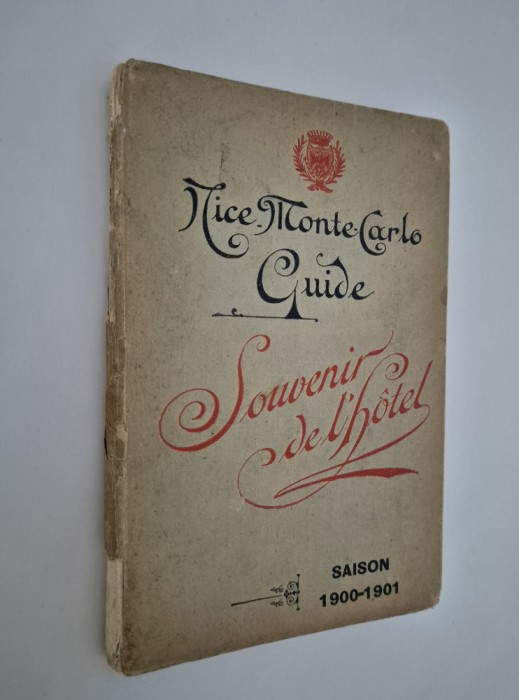 Nice-Monte-Carlo
Guide
Souvenir
de l'hôtel
SAISON
1900-1901